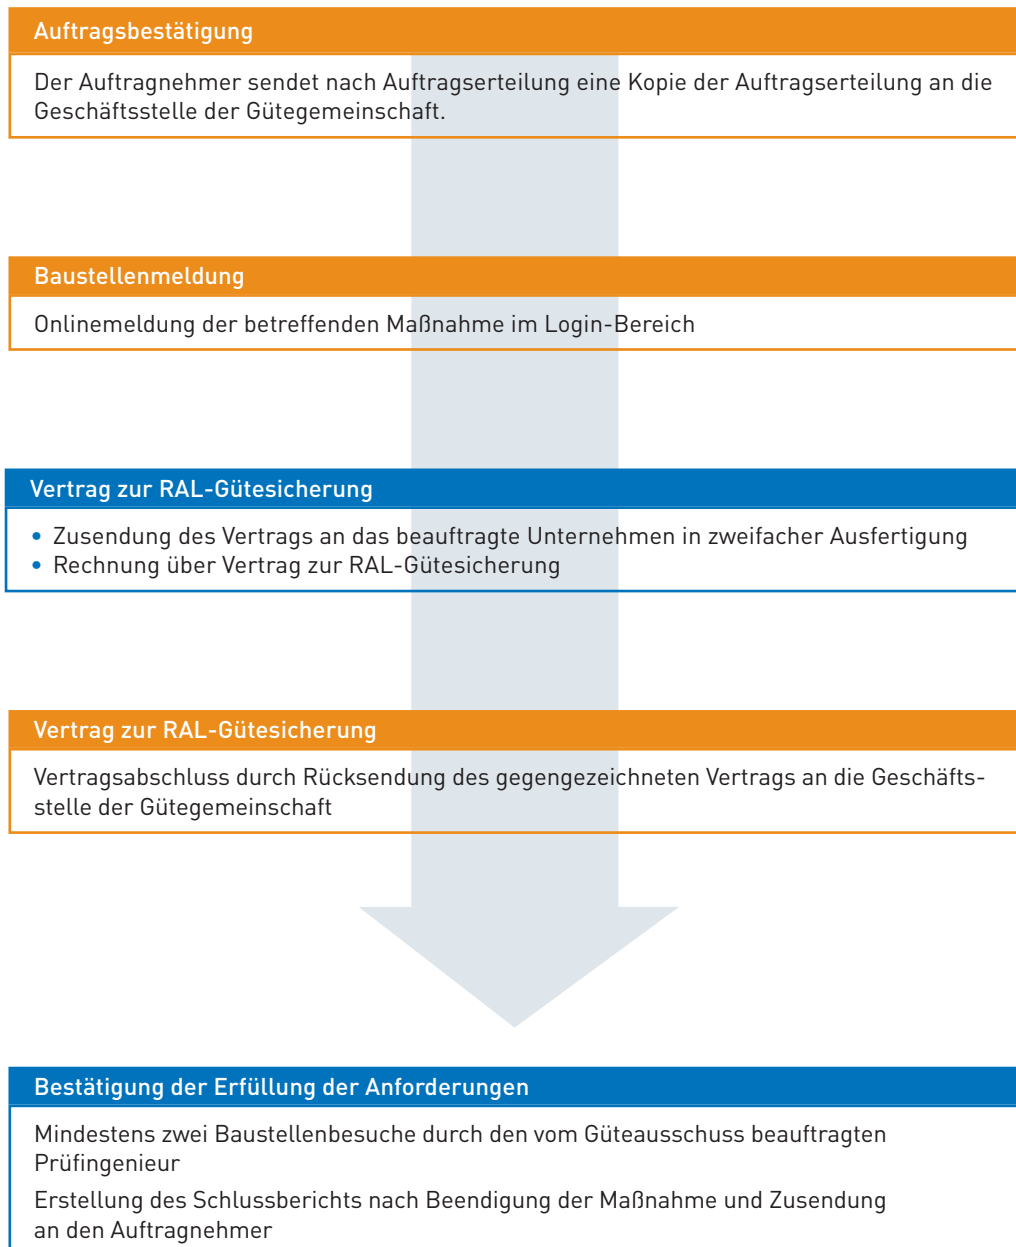 Auftragsbestätigung
Der Auftragnehmer sendet nach Auftragserteilung eine Kopie der Auftragserteilung an die
Geschäftsstelle der Gütegemeinschaft.
Baustellenmeldung
Onlinemeldung der betreffenden Maßnahme im Login-Bereich
Vertrag zur RAL-Gütesicherung
• Zusendung des Vertrags an das beauftragte Unternehmen in zweifacher Ausfertigung
• Rechnung über Vertrag zur RAL-Gütesicherung
Vertrag zur RAL-Gütesicherung
Vertragsabschluss durch Rücksendung des gegengezeichneten Vertrags an die Geschäfts-
stelle der Gütegemeinschaft
Bestätigung der Erfüllung der Anforderungen
Mindestens zwei Baustellenbesuche durch den vom Güteausschuss beauftragten
Prüfingenieur
Erstellung des Schlussberichts nach Beendigung der Maßnahme und Zusendung
an den Auftragnehmer